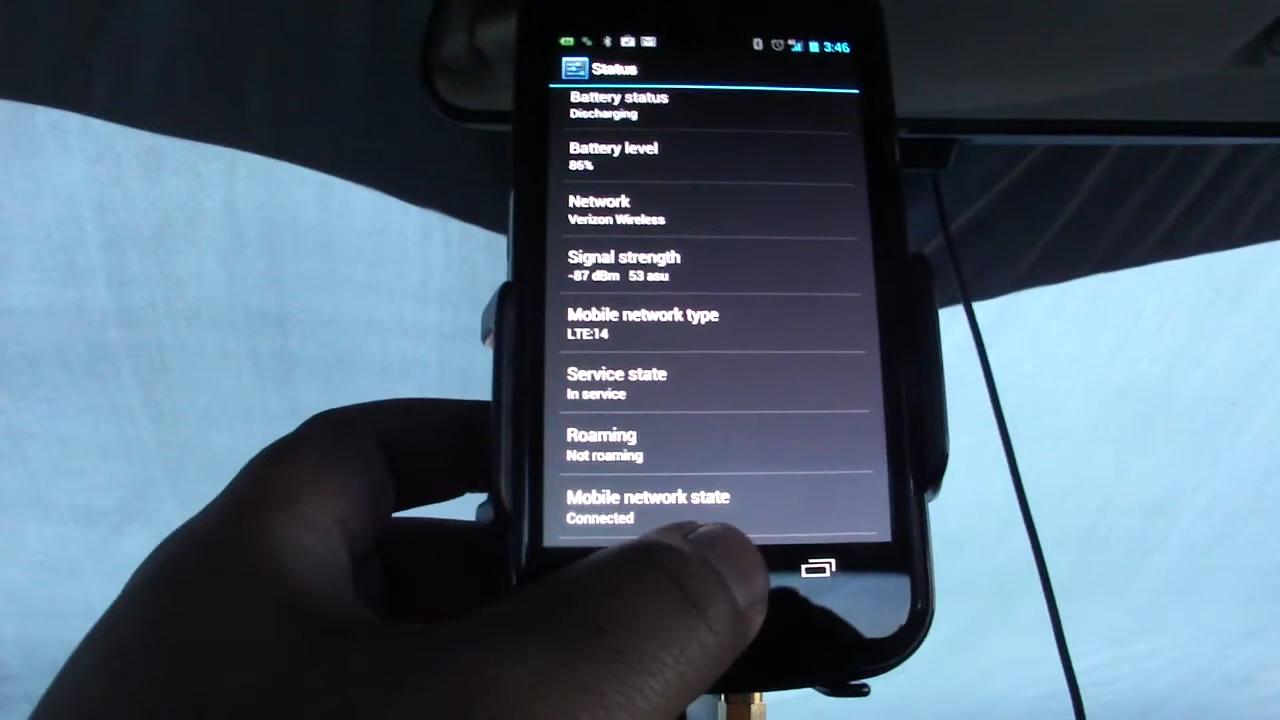 3:46
Status
Battery status
Discharging
Battery level
86%
Network
Verizon Wireless
Signal strength
-87 dBm 53 asu
Mobile network type
LTE:14
Service state
In service
Roaming
Not roaming
Mobile network state
Connected